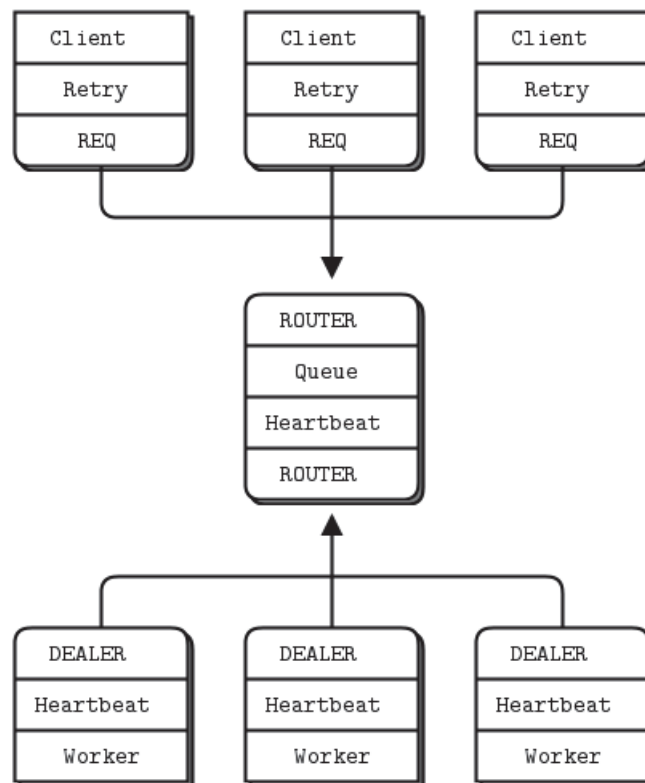 Client Client Client
Retry Retry Retry
REQ REQ REQ
ROUTER
Queue
Heartbeat
ROUTER
DEALER DEALER DEALER
Heartbeat Heartbeat Heartbeat
Worker Worker Worker